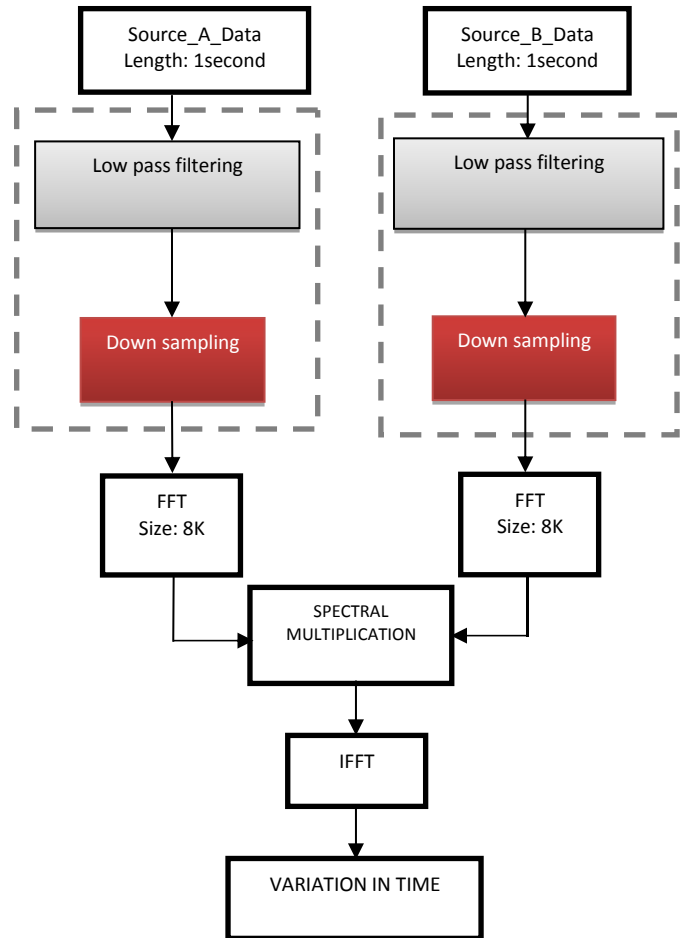 Source_A_Data
Length: 1second
Source_B_Data
Length: 1second
Low pass filtering
Low pass filtering
Down sampling
Down sampling
FFT
Size: 8K
FFT
Size: 8K
SPECTRAL
MULTIPLICATION
IFFT
VARIATION IN TIME